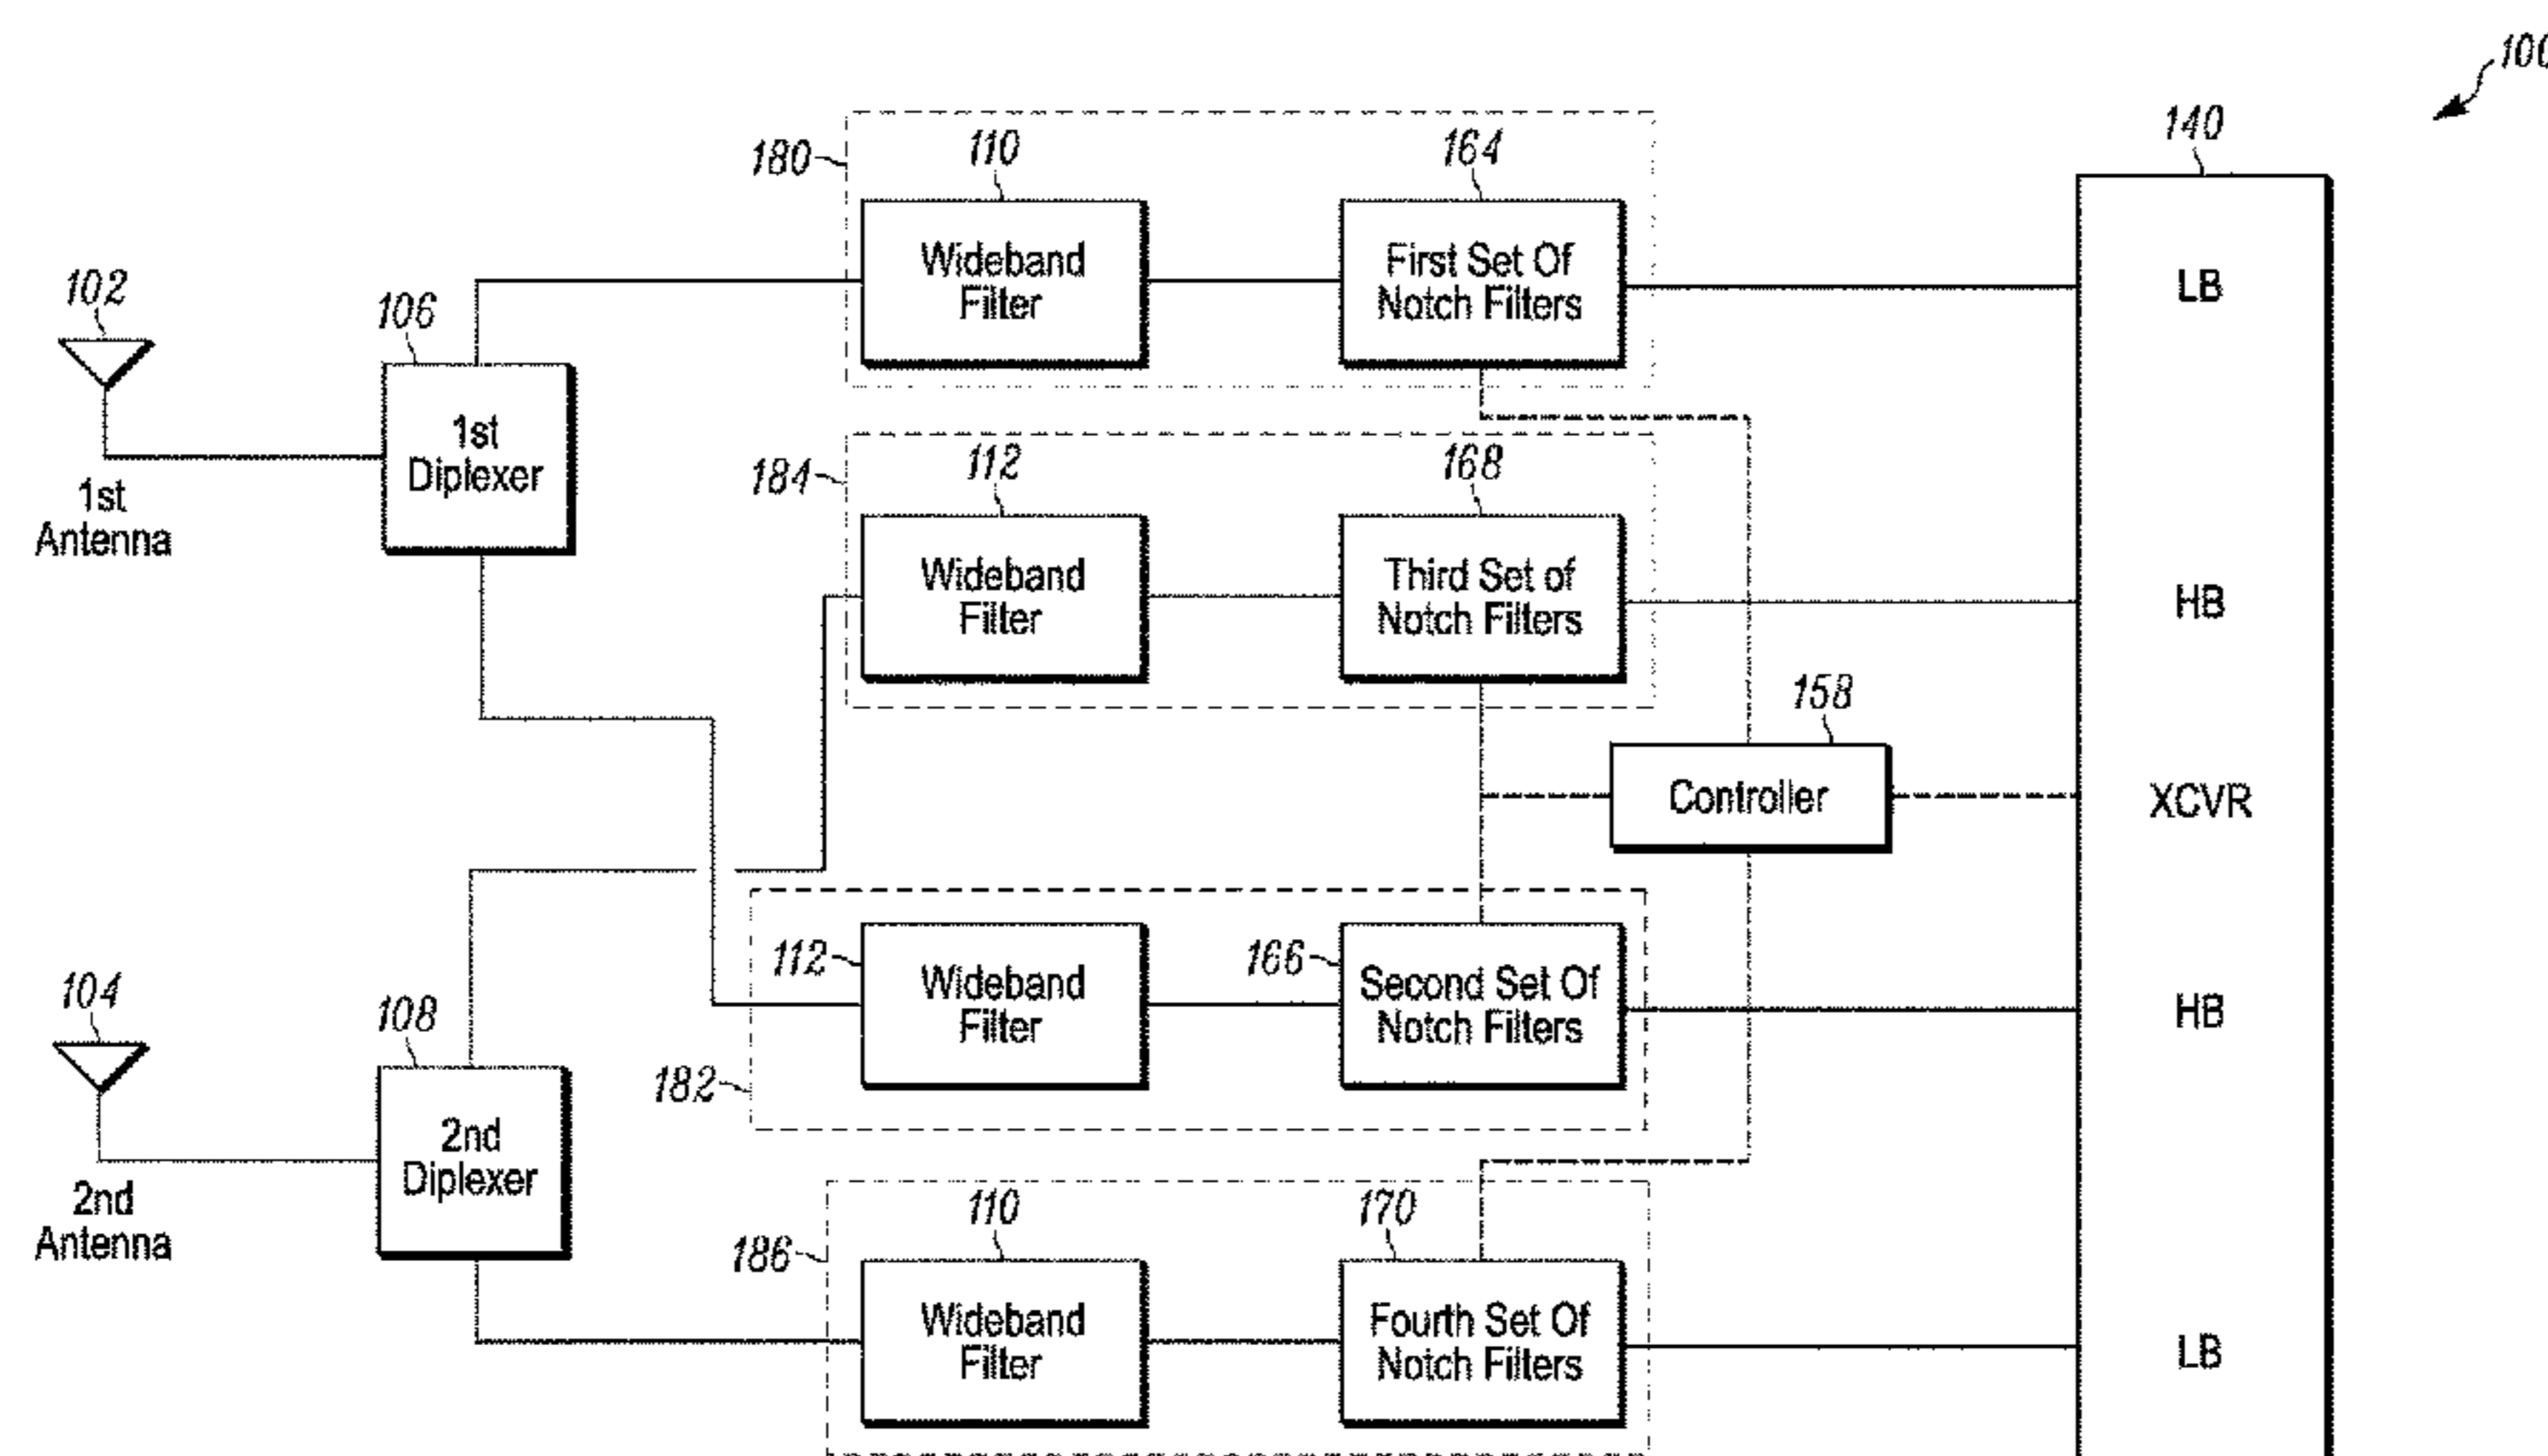 100
140
180
110
164
Wideband
Filter
First Set Of
Notch Filters
LB
102
106
1st
Diplexer
1st
Antenna
184
112
168
Wideband
Filter
Third Set of
Notch Filters
HB
158
Controller
XCVR
112
Wideband
Filter
166
Second Set Of
Notch Filters
HB
182
104
108
2nd
Diplexer
2nd
Antenna
186
110
170
Wideband
Filter
Fourth Set Of
Notch Filters
LB